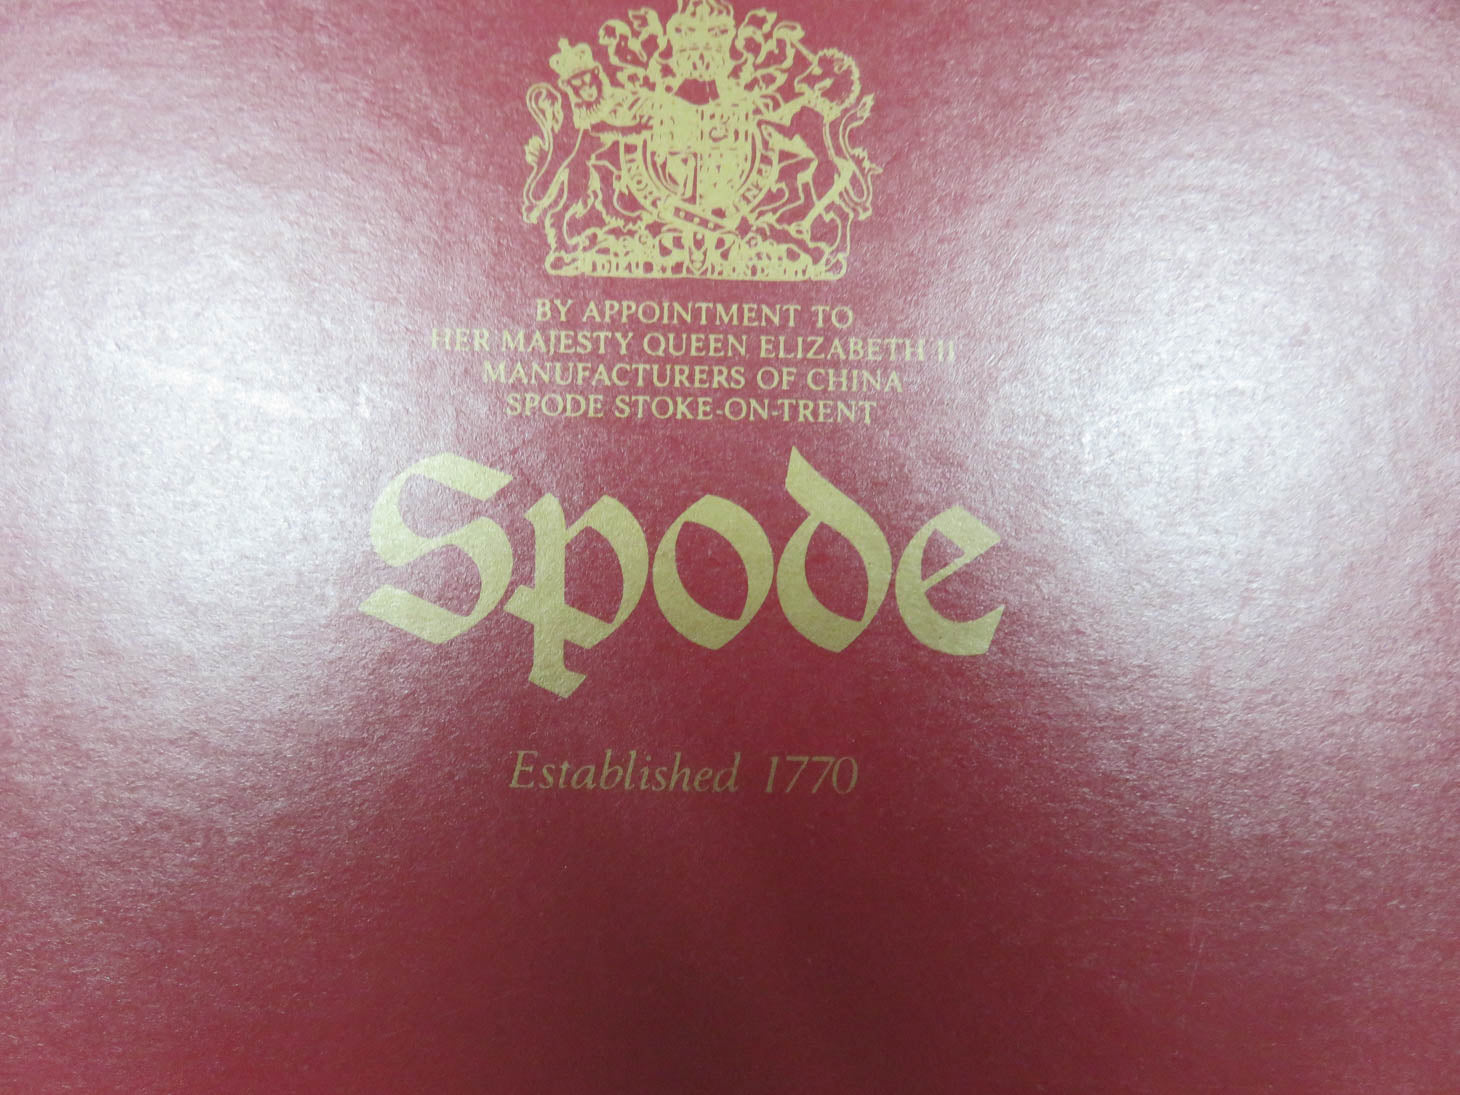 BY APPOINTMENT TO
HER MAJESTY QUEEN ELIZABETH II
MANUFACTURERS OF CHINA
SPODE STOKE-ON-TRENT
Spode
Established 1770